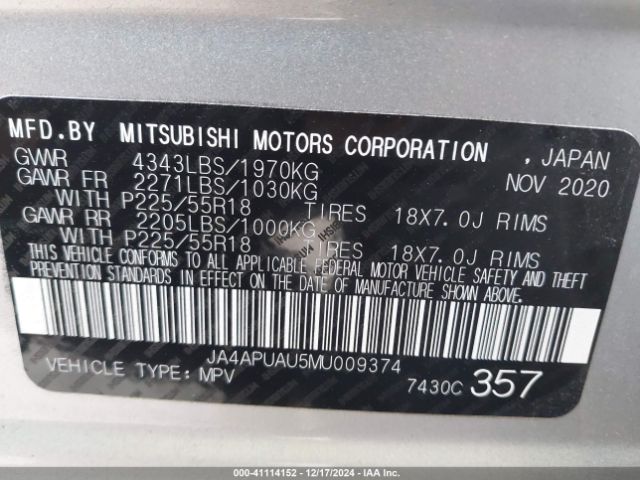 MFD.BY MITSUBISHI MOTORS CORPORATION , JAPAN
GVWR 4343LBS/1970KG NOV 2020
GAWR FR 2271LBS/1030KG
WITH P225/55R18 TIRES 18X7.0J RIMS
GAWR RR 2205LBS/1000KG
WITH P225/55R18 TIRES 18X7.0J RIMS
THIS VEHICLE CONFORMS TO ALL APPLICABLE FEDERAL MOTOR VEHICLE SAFETY AND THEFT
PREVENTION STANDARDS IN EFFECT ON THE DATE OF MANUFACTURE SHOWN ABOVE.
JA4APUAU5MU009374
VEHICLE TYPE: MPV 7430C 357
000-41114152 - 12/17/2024 - IAA, Inc.